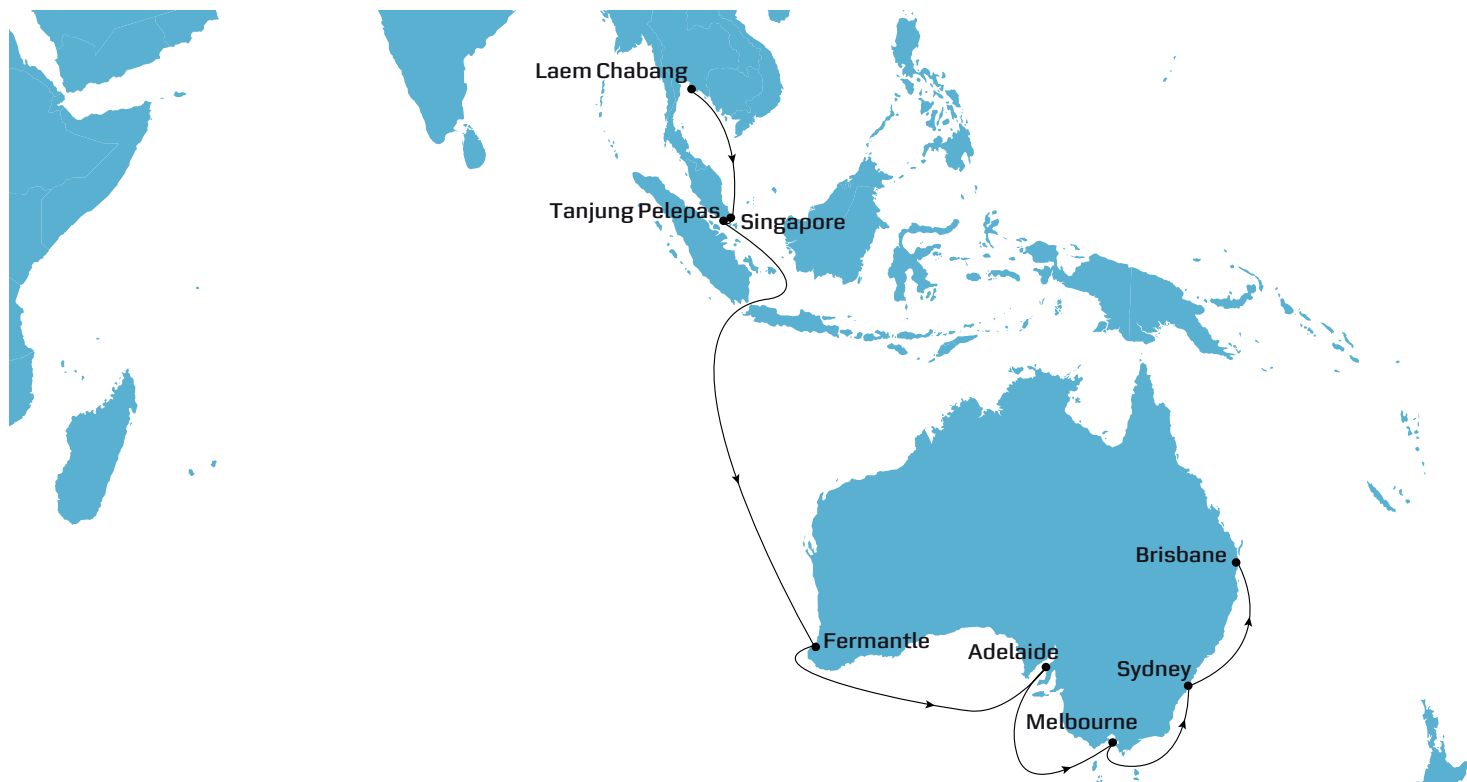 Laem Chabang
Tanjung Pelepas
Singapore
Brisbane
Fermantle
Adelaide
Sydney
Melbourne